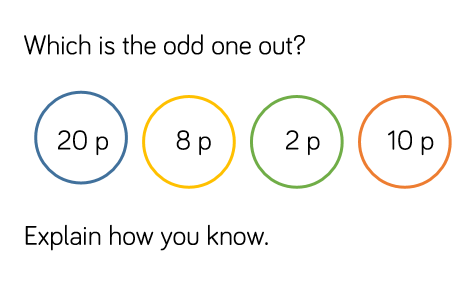 Which is the odd one out?
20 p 8 p 2 p 10 p
Explain how you know.